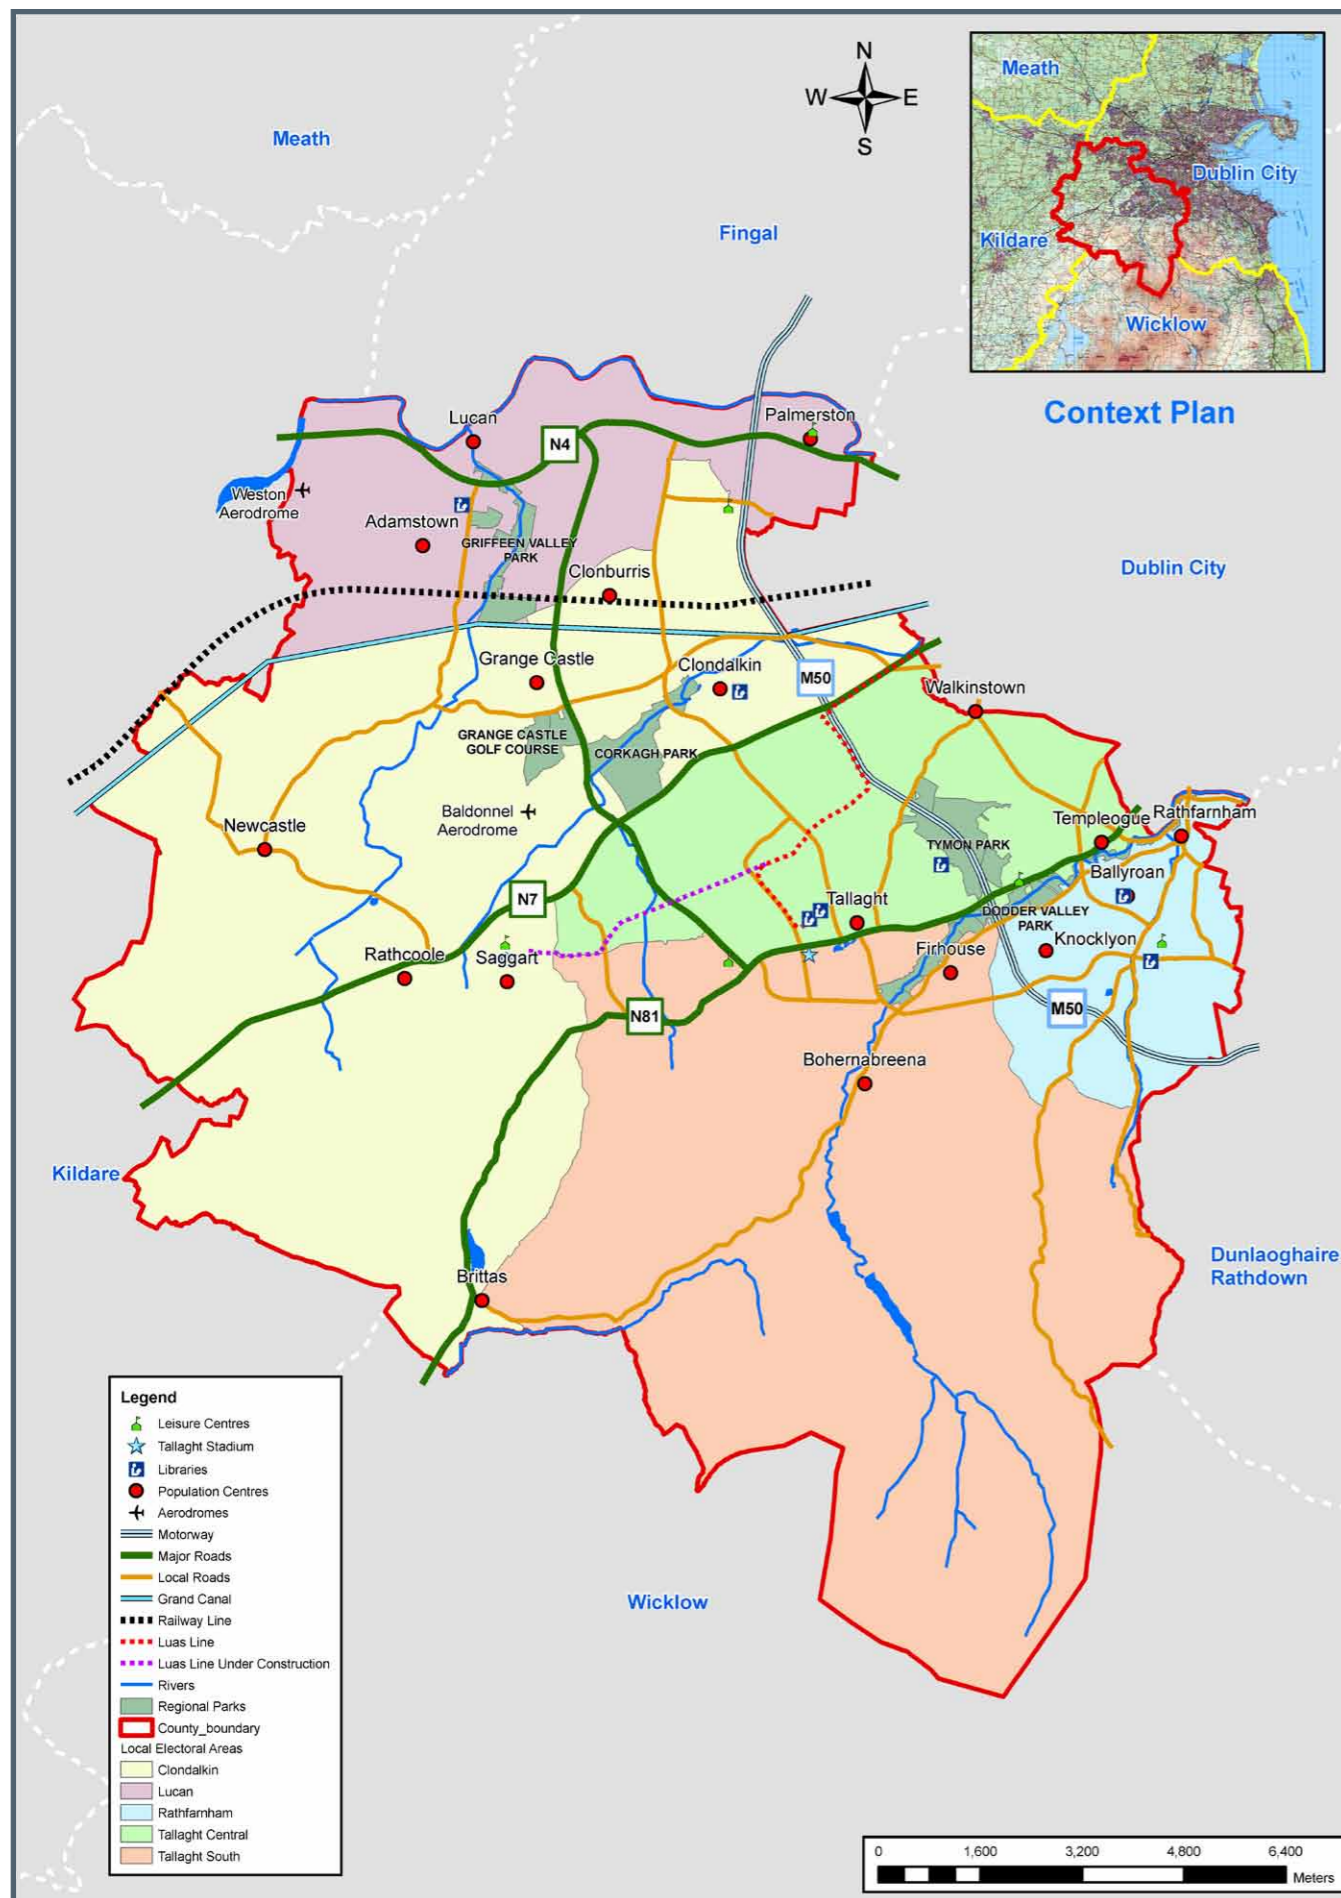 N
W
E
S
Meath
Fingal
Meath
Dublin City
Kildare
Wicklow
Context Plan
Lucan
N4
Palmerston
Weston
Aerodrome
Adamstown
GRIFFEEN VALLEY
PARK
Clonburris
Dublin City
Grange Castle
Clondalkin
M50
Walkinstown
GRANGE CASTLE
GOLF COURSE
CORKAGH PARK
Baldonnel
Aerodrome
Newcastle
Templeogue
Rathfarnham
TYMON PARK
Ballyroan
N7
Tallaght
DODDER VALLEY
PARK
Rathcoole
Saggart
Firhouse
Knocklyon
N81
M50
Bohernabreena
Kildare
Brittas
Dunlaoghaire
Rathdown
Wicklow
Legend
Leisure Centres
Tallaght Stadium
Libraries
Population Centres
Aerodromes
Motorway
Major Roads
Local Roads
Grand Canal
Railway Line
Luas Line
Luas Line Under Construction
Rivers
Regional Parks
County_boundary
Local Electoral Areas
Clondalkin
Lucan
Rathfarnham
Tallaght Central
Tallaght South
0 1,600 3,200 4,800 6,400
Meters